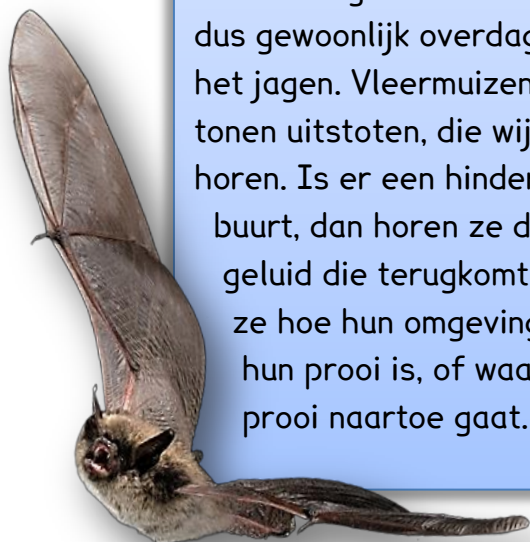 dus gewoonlijk overdag
het jagen. Vleermuizen
tonen uitstoten, die wij
horen. Is er een hinder
buurt, dan horen ze d
geluid die terugkomt
ze hoe hun omgeving
hun prooi is, of waa
prooi naartoe gaat.